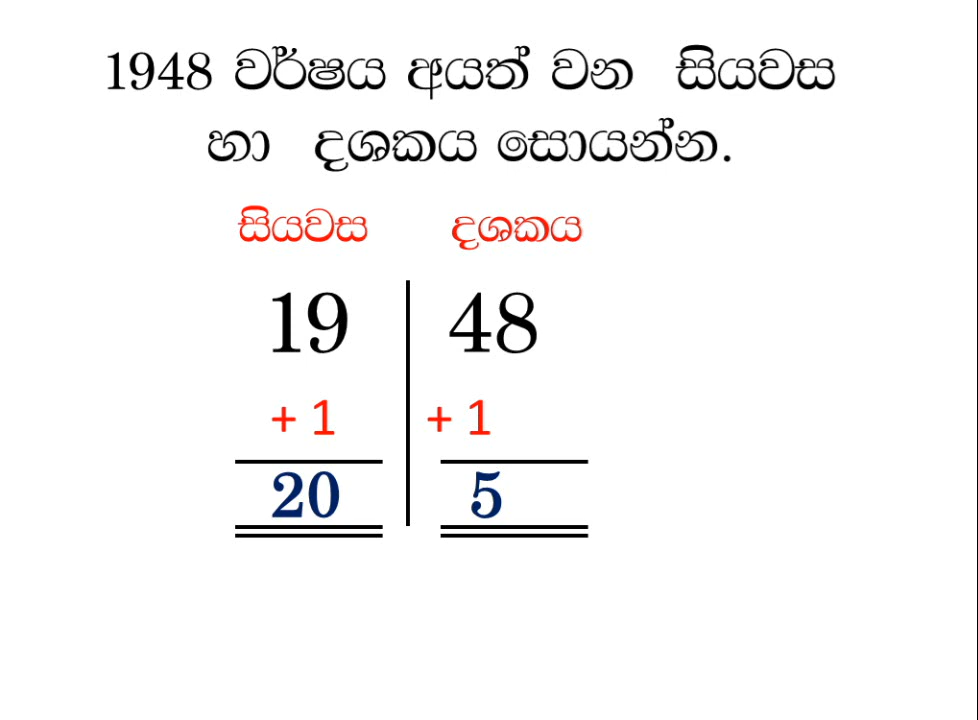 1948 වර්ෂය අයත් වන සියවස
හා දශකය සොයන්න.
සියවස දශකය
19 48
+ 1 + 1
20 5